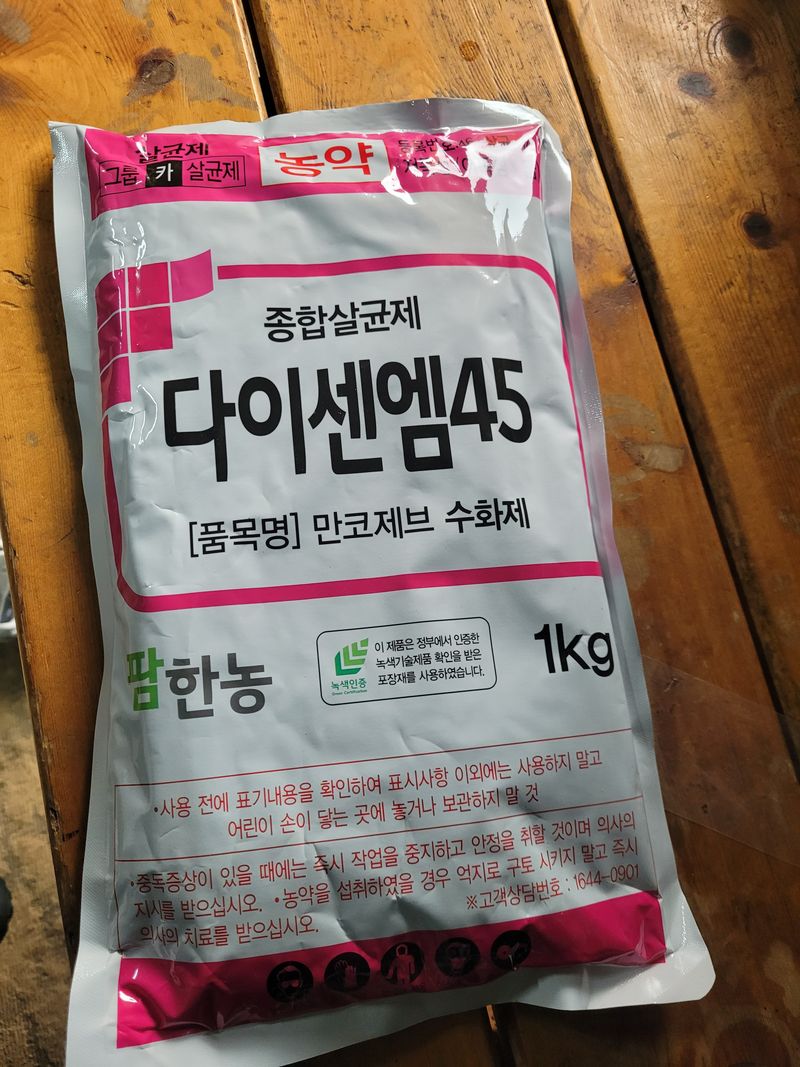 살균제
그룹 카 살균제
농약
종합살균제
다이센엠45
[품목명] 만코제브 수화제
팜한농
녹색인증
Green Certification
이 제품은 정부에서 인증한
녹색기술제품 확인을 받은
포장재를 사용하였습니다.
1kg
•사용 전에 표기내용을 확인하여 표시사항 이외에는 사용하지 말고
어린이 손이 닿는 곳에 놓거나 보관하지 말 것
•중독증상이 있을 때에는 즉시 작업을 중지하고 안정을 취할 것이며 의사의
지시를 받으십시오. •농약을 섭취하였을 경우 억지로 구토 시키지 말고 즉시
의사의 치료를 받으십시오.
※고객상담번호 : 1644-0901